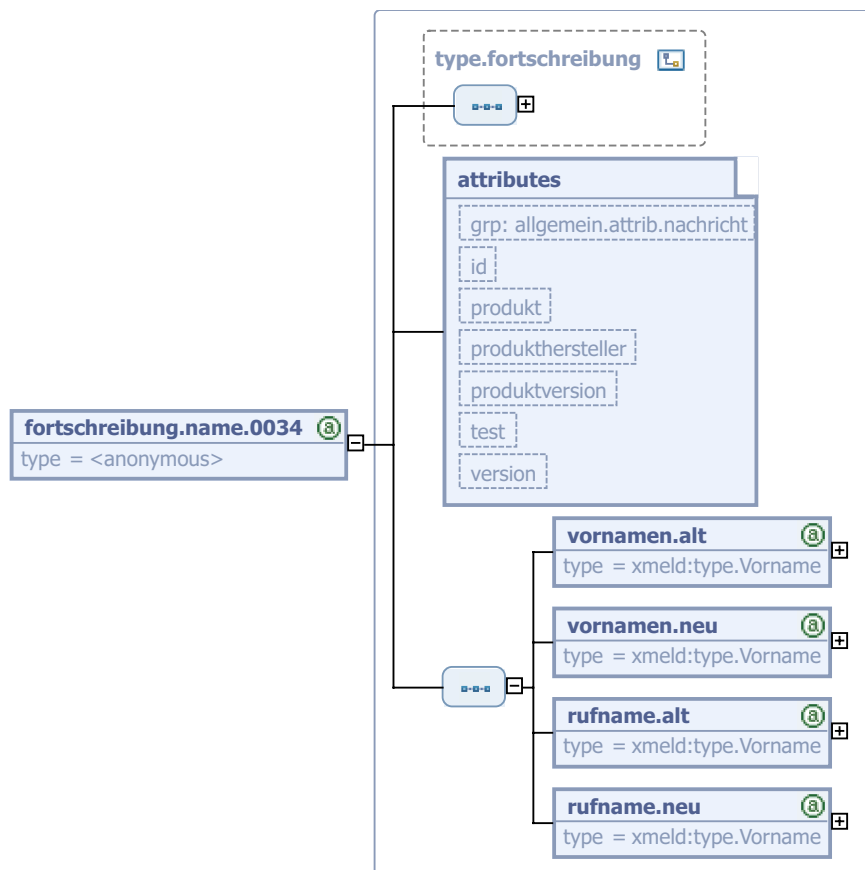 type.fortschreibung
attributes
grp: allgemein.attrib.nachricht
id
produkt
produkthersteller
produktversion
test
version
fortschreibung.name.0034
type = <anonymous>
vornamen.alt
type = xmeld:type.Vorname
vornamen.neu
type = xmeld:type.Vorname
rufname.alt
type = xmeld:type.Vorname
rufname.neu
type = xmeld:type.Vorname